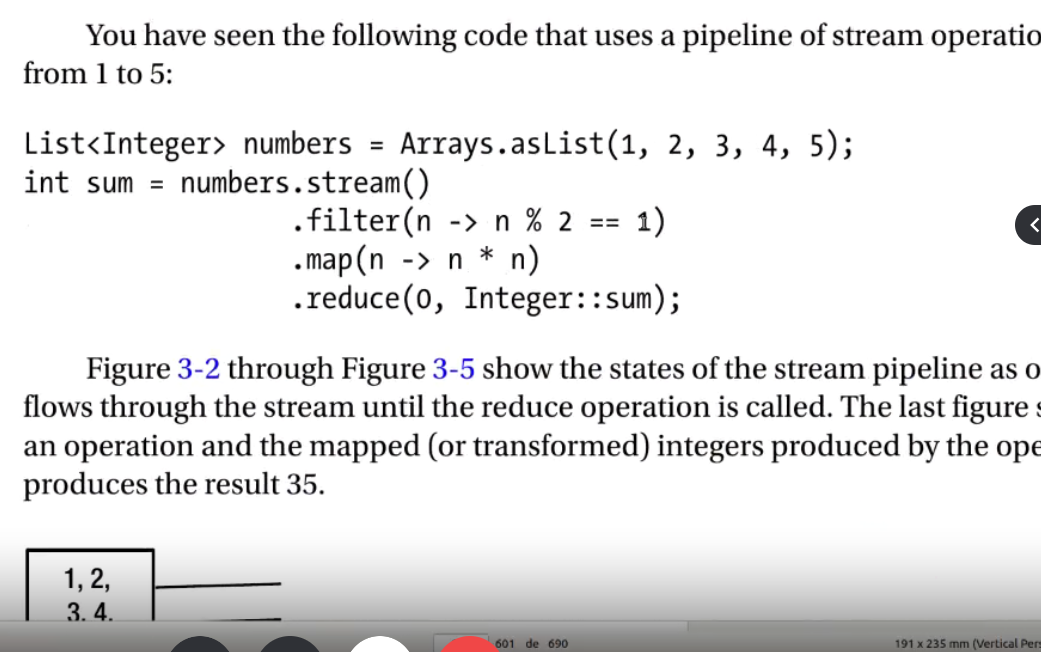 You have seen the following code that uses a pipeline of stream operatio
from 1 to 5:
List<Integer> numbers = Arrays.asList(1, 2, 3, 4, 5);
int sum = numbers.stream()
.filter(n -> n % 2 == 1)
.map(n -> n * n)
.reduce(0, Integer::sum);
Figure 3-2 through Figure 3-5 show the states of the stream pipeline as o
flows through the stream until the reduce operation is called. The last figure s
an operation and the mapped (or transformed) integers produced by the ope
produces the result 35.
1, 2,
3. 4.
601 de 690
191 x 235 mm (Vertical Pers